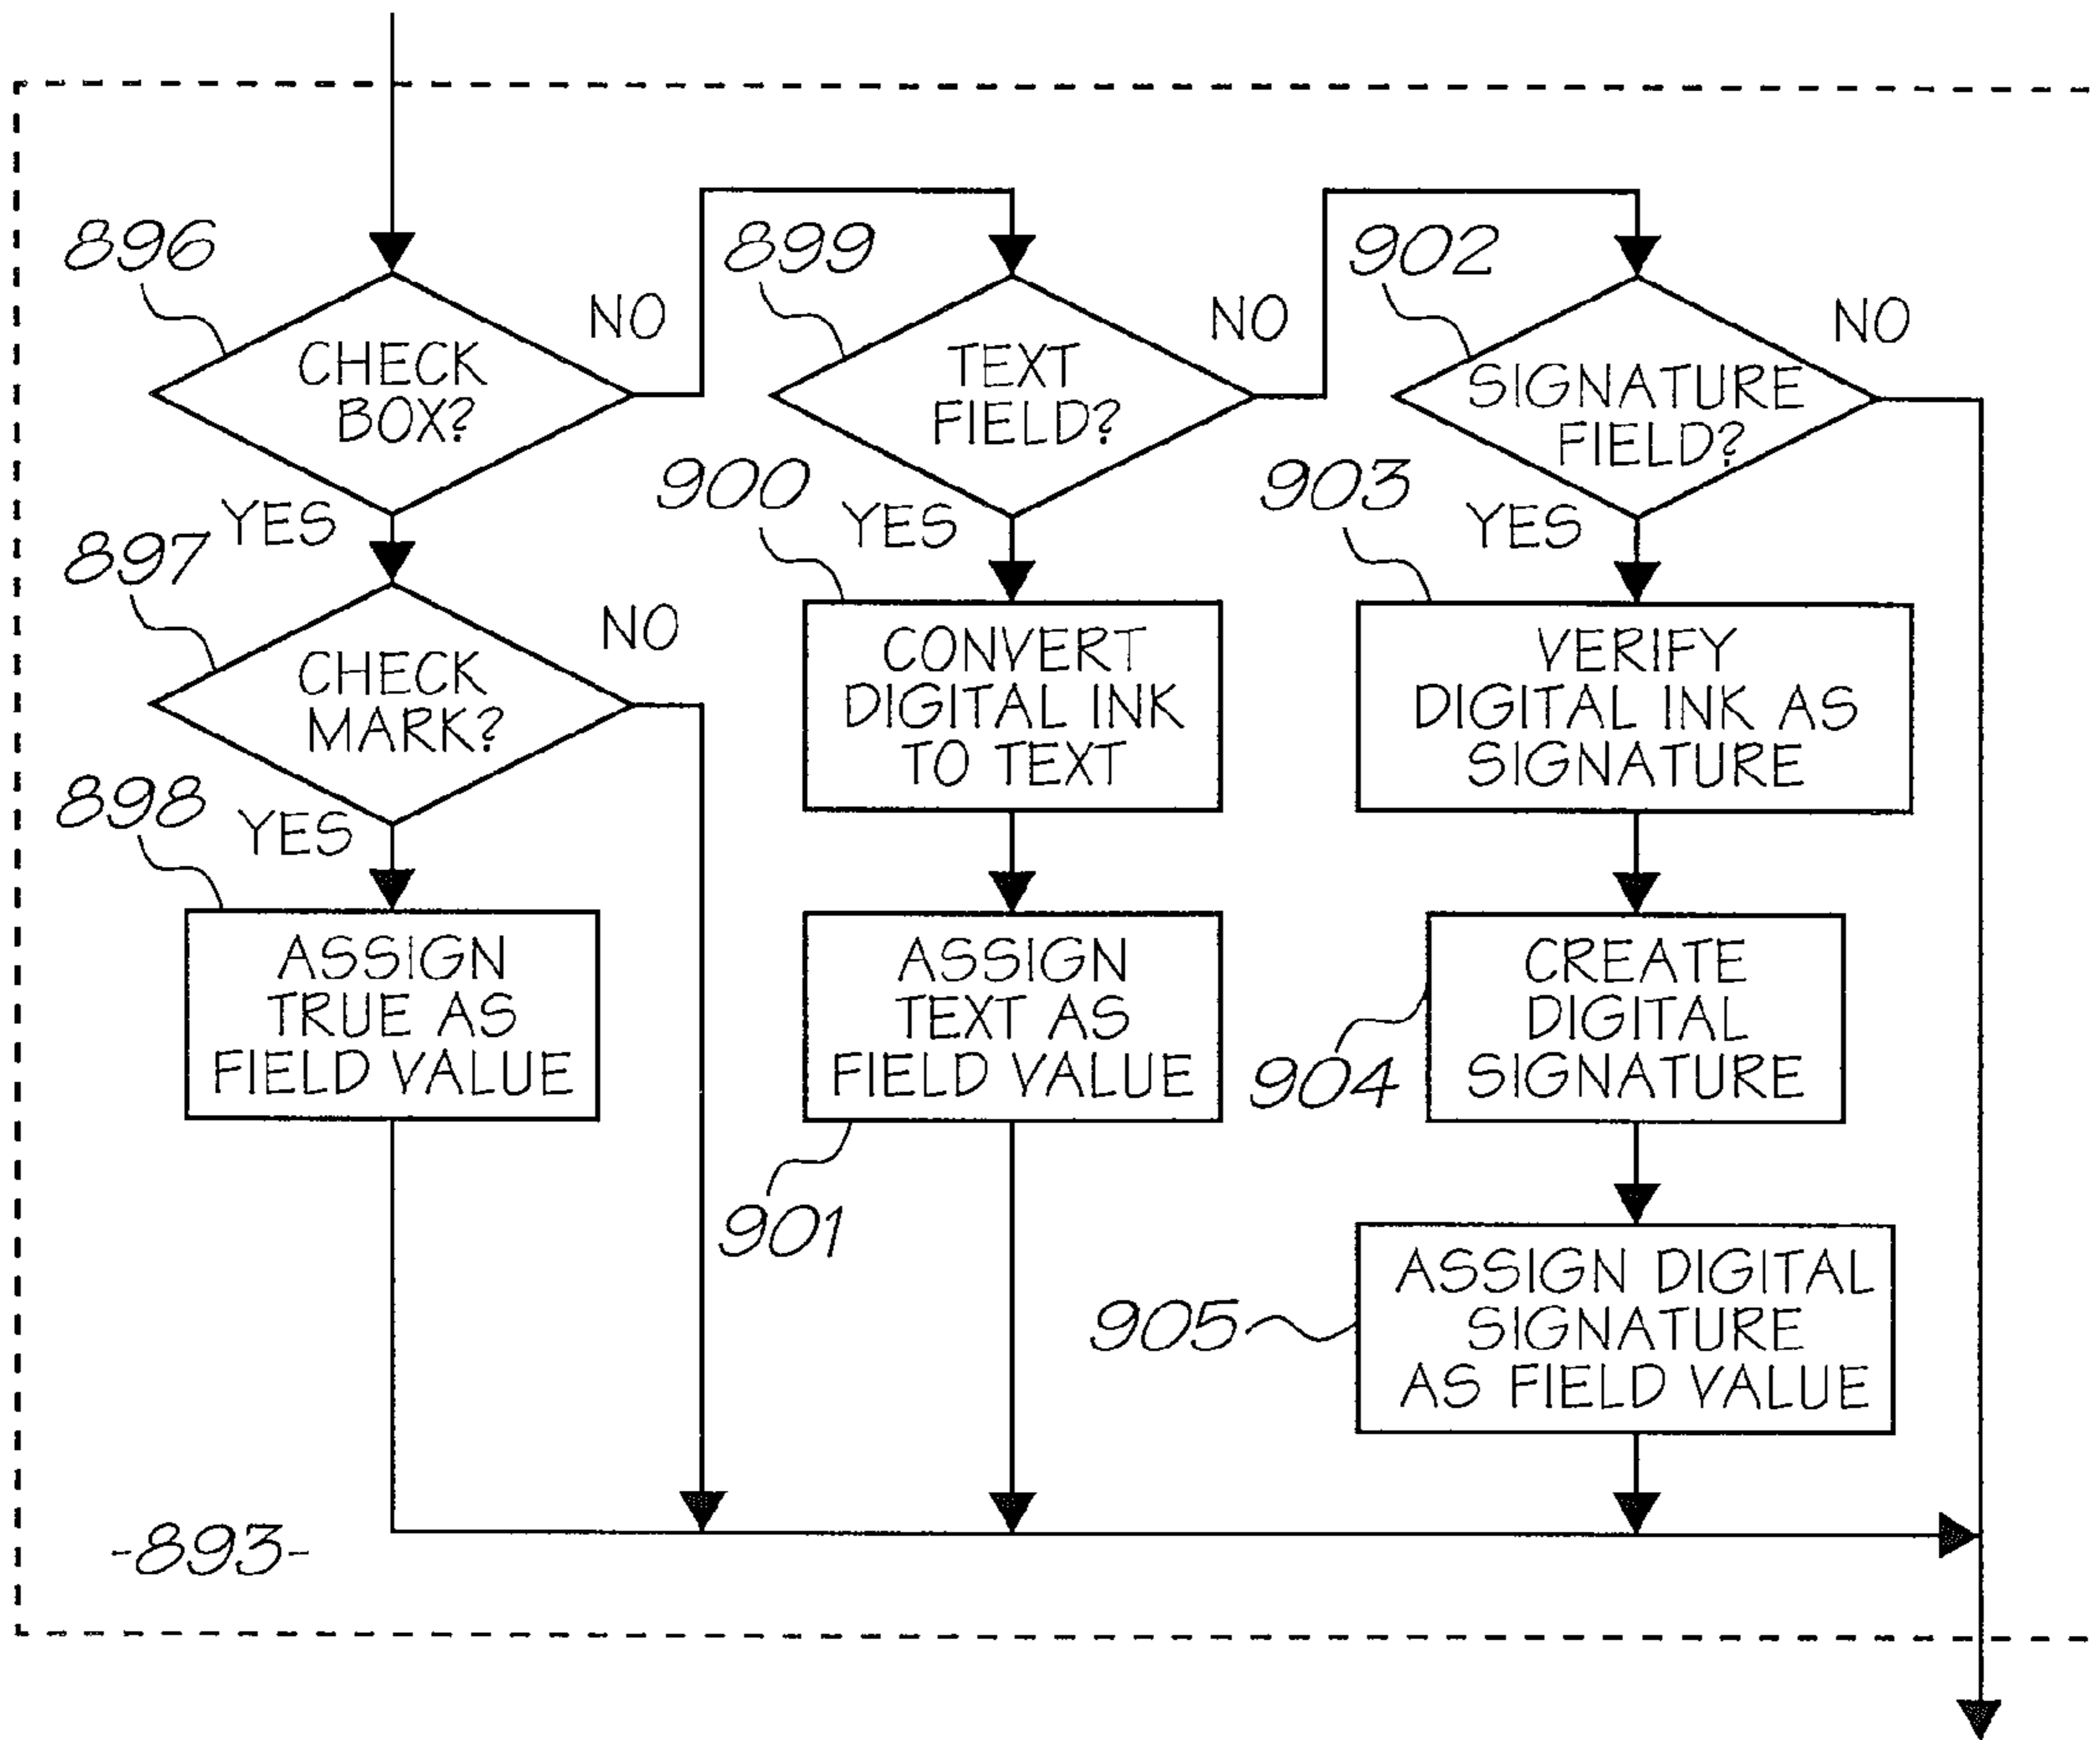 896
CHECK
BOX?
NO
YES
897
CHECK
MARK?
NO
YES
898
ASSIGN
TRUE AS
FIELD VALUE
899
TEXT
FIELD?
NO
YES
900
CONVERT
DIGITAL INK
TO TEXT
ASSIGN
TEXT AS
FIELD VALUE
901
902
SIGNATURE
FIELD?
NO
YES
903
VERIFY
DIGITAL INK AS
SIGNATURE
CREATE
DIGITAL
SIGNATURE
904
ASSIGN DIGITAL
SIGNATURE
AS FIELD VALUE
905
-893-